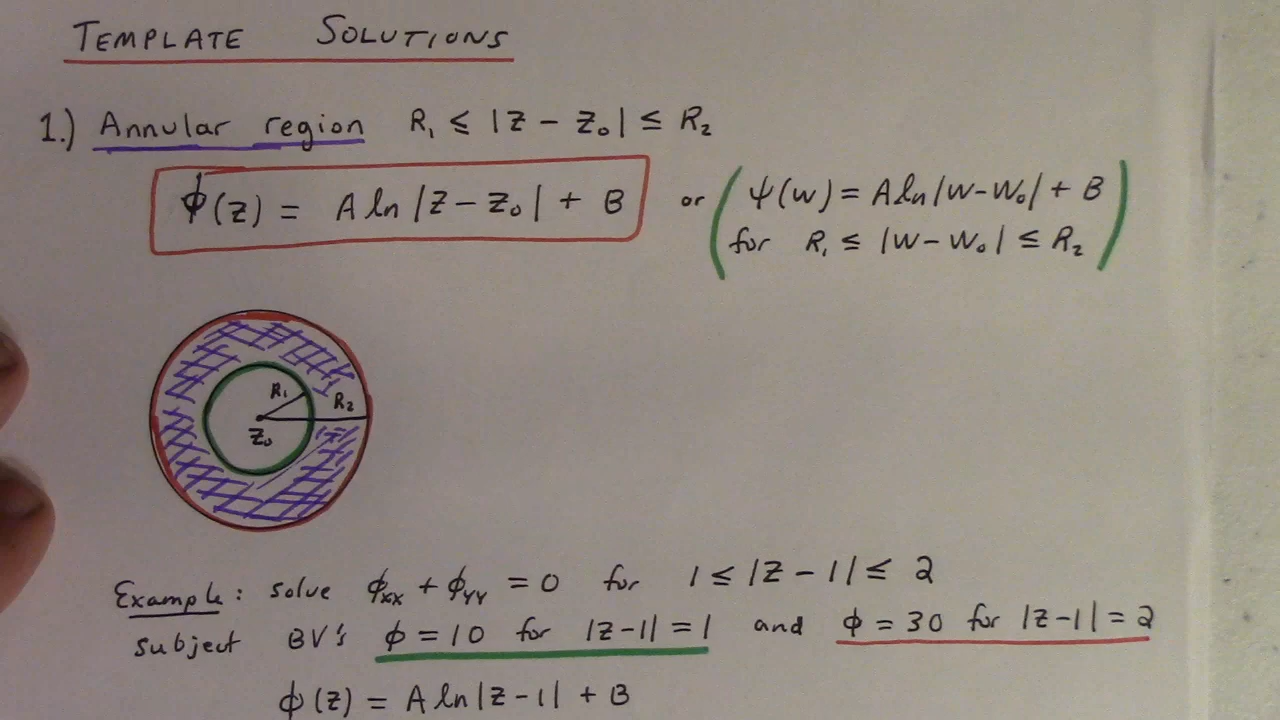 TEMPLATE SOLUTIONS
1.) Annular region R₁ ≤ |Z - Z₀| ≤ R₂
ϕ(z) = A ln |Z - Z₀| + B or ( ψ(w) = A ln |w - w₀| + B
for R₁ ≤ |w - w₀| ≤ R₂ )
R₁
R₂
Z₀
Example: solve ϕxx + ϕyy = 0 for 1 ≤ |Z - 1| ≤ 2
subject BV's ϕ = 10 for |Z-1| = 1 and ϕ = 30 for |Z-1| = 2
ϕ(z) = A ln |Z - 1| + B